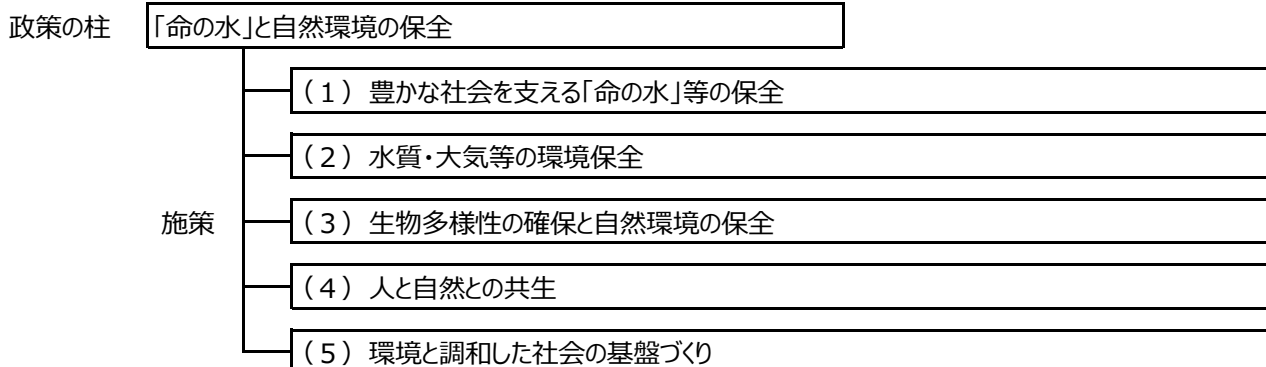 政策の柱 「命の水」と自然環境の保全
（１）豊かな社会を支える「命の水」等の保全
（２）水質・大気等の環境保全
施策 （３）生物多様性の確保と自然環境の保全
（４）人と自然との共生
（５）環境と調和した社会の基盤づくり